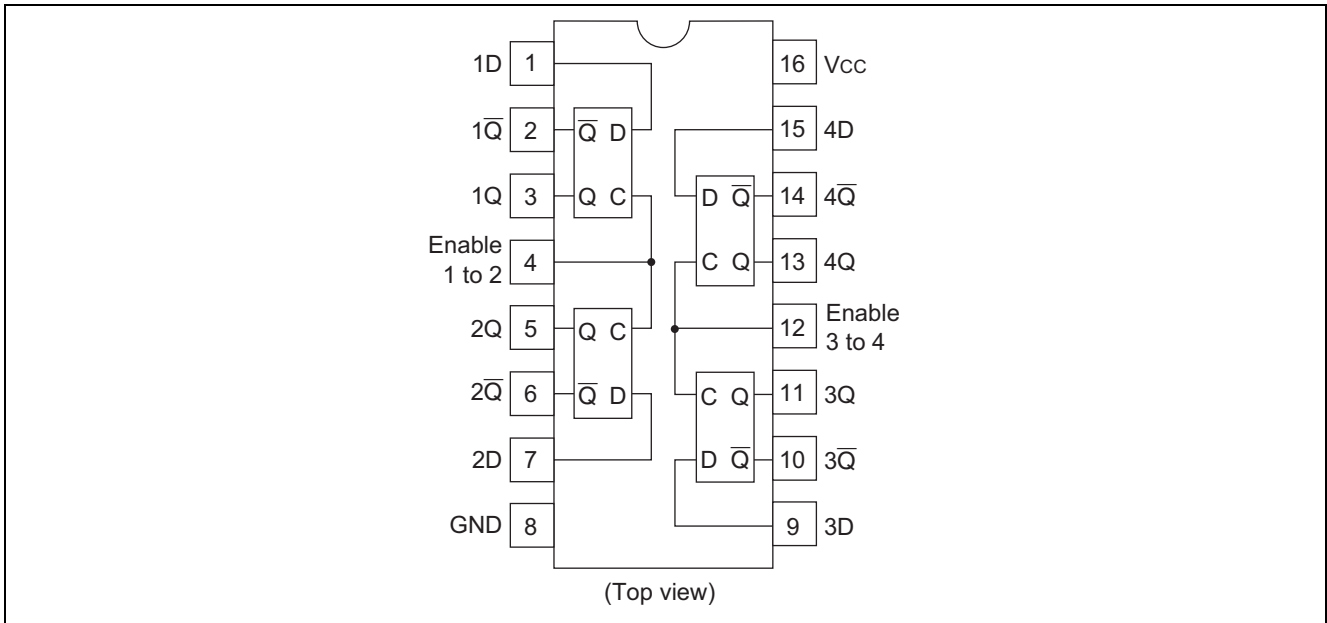 1D 1
1Q̅ 2
1Q 3
Enable
1 to 2 4
2Q 5
2Q̅ 6
2D 7
GND 8
Q̅ D
Q C
Q C
Q̅ D
16 VCC
15 4D
14 4Q̅
13 4Q
12 Enable
3 to 4
11 3Q
10 3Q̅
9 3D
D Q̅
C Q
C Q
D Q̅
(Top view)